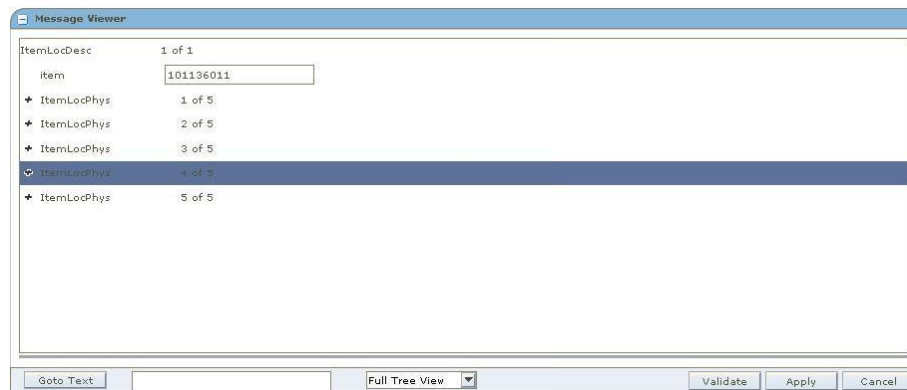 Message Viewer
ItemLocDesc 1 of 1
item 101136011
ItemLocPhys 1 of 5
ItemLocPhys 2 of 5
ItemLocPhys 3 of 5
ItemLocPhys 4 of 5
ItemLocPhys 5 of 5
Goto Text Full Tree View Validate Apply Cancel